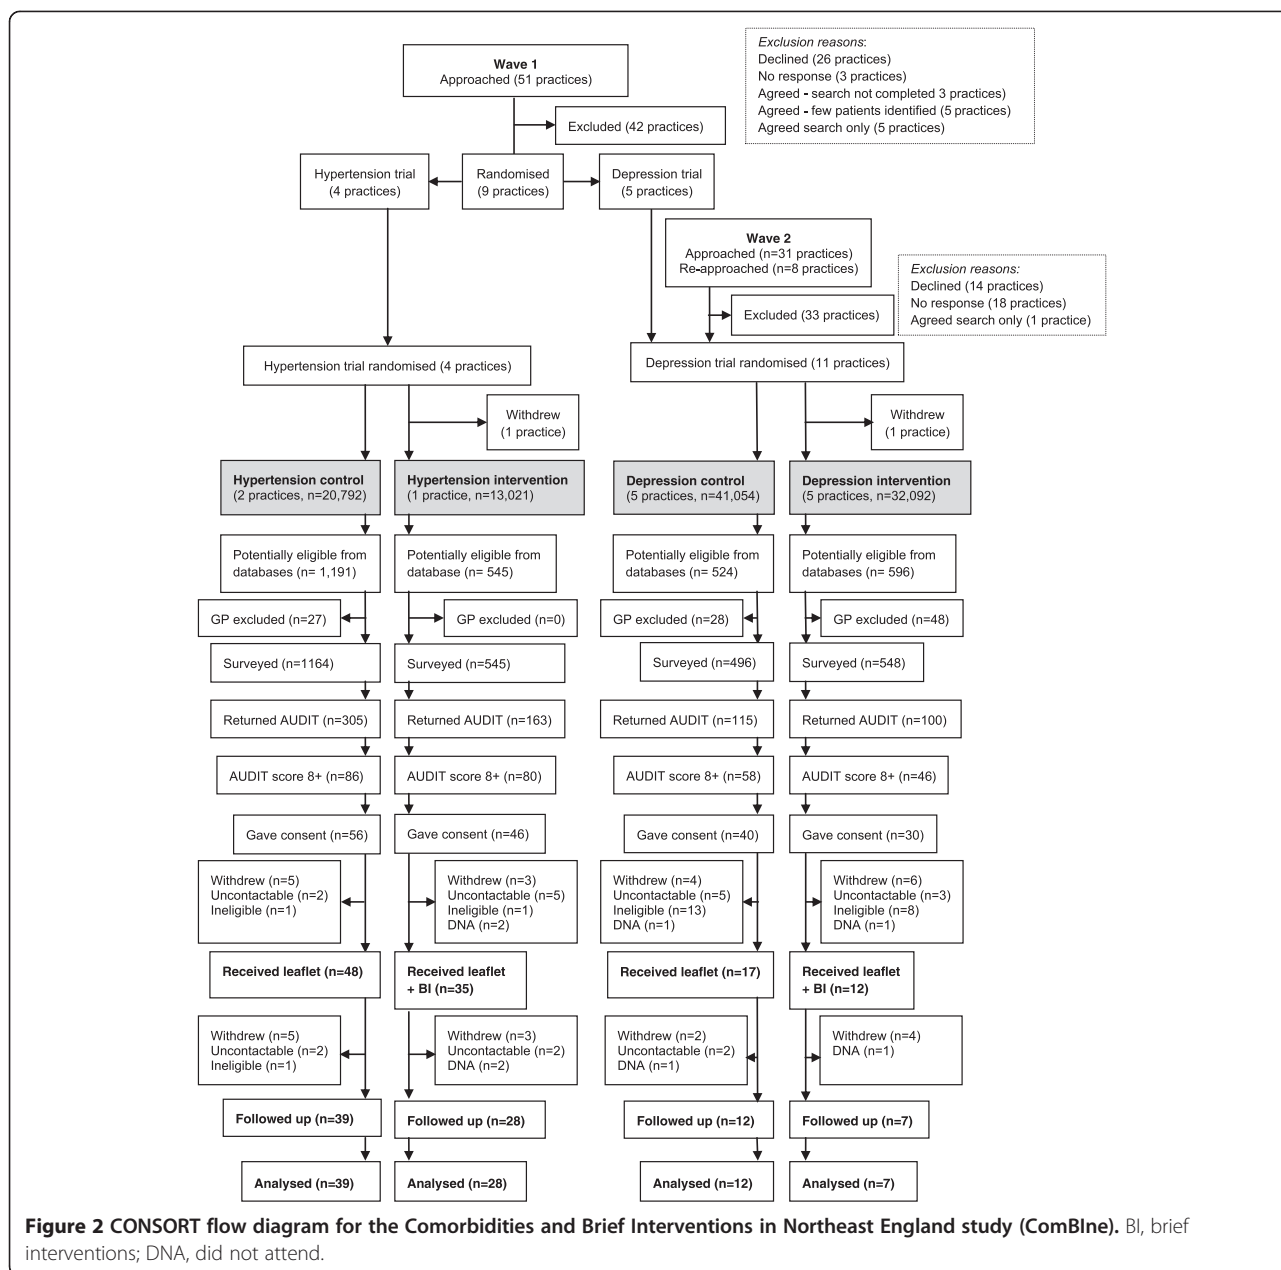 Wave 1
Approached (51 practices)
Exclusion reasons:
Declined (26 practices)
No response (3 practices)
Agreed - search not completed 3 practices)
Agreed - few patients identified (5 practices)
Agreed search only (5 practices)
Excluded (42 practices)
Hypertension trial
(4 practices)
Randomised
(9 practices)
Depression trial
(5 practices)
Wave 2
Approached (n=31 practices)
Re-approached (n=8 practices)
Exclusion reasons:
Declined (14 practices)
No response (18 practices)
Agreed search only (1 practice)
Excluded (33 practices)
Hypertension trial randomised (4 practices)
Depression trial randomised (11 practices)
Withdrew
(1 practice)
Withdrew
(1 practice)
Hypertension control
(2 practices, n=20,792)
Hypertension intervention
(1 practice, n=13,021)
Depression control
(5 practices, n=41,054)
Depression intervention
(5 practices, n=32,092)
Potentially eligible from
databases (n= 1,191)
Potentially eligible from
database (n= 545)
Potentially eligible from
databases (n= 524)
Potentially eligible from
databases (n= 596)
GP excluded (n=27)
GP excluded (n=0)
GP excluded (n=28)
GP excluded (n=48)
Surveyed (n=1164)
Surveyed (n=545)
Surveyed (n=496)
Surveyed (n=548)
Returned AUDIT (n=305)
Returned AUDIT (n=163)
Returned AUDIT (n=115)
Returned AUDIT (n=100)
AUDIT score 8+ (n=86)
AUDIT score 8+ (n=80)
AUDIT score 8+ (n=58)
AUDIT score 8+ (n=46)
Gave consent (n=56)
Gave consent (n=46)
Gave consent (n=40)
Gave consent (n=30)
Withdrew (n=5)
Uncontactable (n=2)
Ineligible (n=1)
Withdrew (n=3)
Uncontactable (n=5)
Ineligible (n=1)
DNA (n=2)
Withdrew (n=4)
Uncontactable (n=5)
Ineligible (n=13)
DNA (n=1)
Withdrew (n=6)
Uncontactable (n=3)
Ineligible (n=8)
DNA (n=1)
Received leaflet (n=48)
Received leaflet
+ BI (n=35)
Received leaflet (n=17)
Received leaflet
+ BI (n=12)
Withdrew (n=5)
Uncontactable (n=2)
Ineligible (n=1)
Withdrew (n=3)
Uncontactable (n=2)
DNA (n=2)
Withdrew (n=2)
Uncontactable (n=2)
DNA (n=1)
Withdrew (n=4)
DNA (n=1)
Followed up (n=39)
Followed up (n=28)
Followed up (n=12)
Followed up (n=7)
Analysed (n=39)
Analysed (n=28)
Analysed (n=12)
Analysed (n=7)
Figure 2 CONSORT flow diagram for the Comorbidities and Brief Interventions in Northeast England study (ComBIne). BI, brief
interventions; DNA, did not attend.